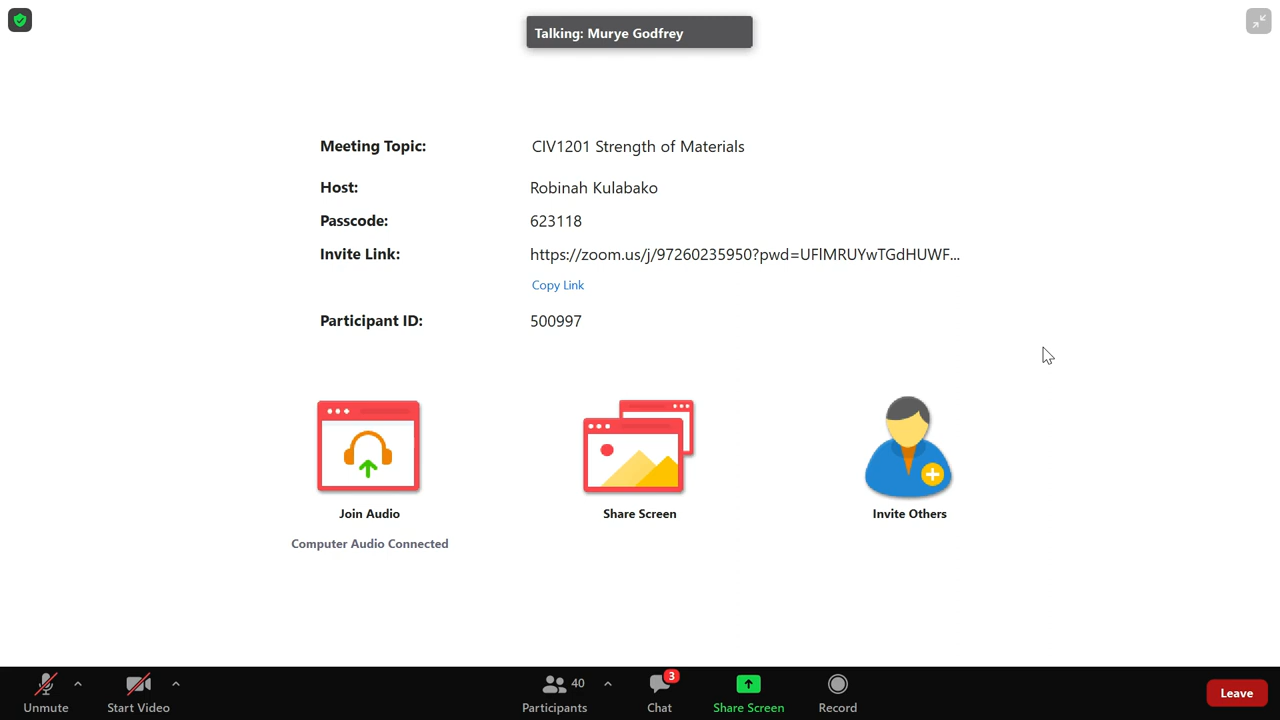 Talking: Murye Godfrey
Meeting Topic: CIV1201 Strength of Materials
Host: Robinah Kulabako
Passcode: 623118
Invite Link: https://zoom.us/j/97260235950?pwd=UFlMRUYwTGdHUWF...
Copy Link
Participant ID: 500997
Join Audio Share Screen Invite Others
Computer Audio Connected
40 3
Unmute Start Video Participants Chat Share Screen Record Leave